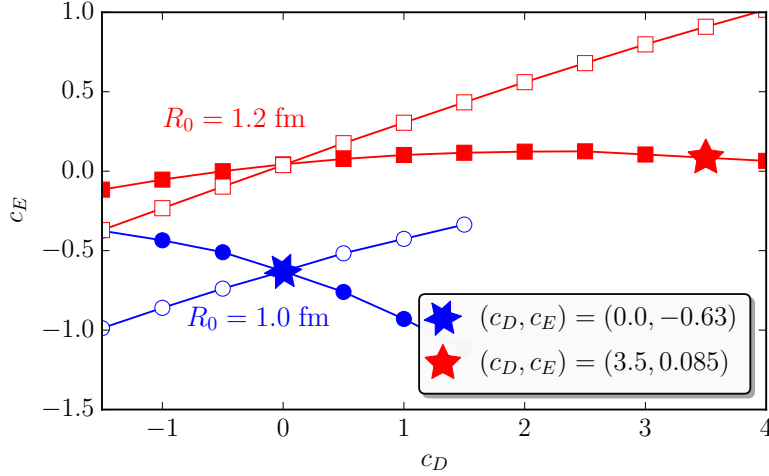 1.0
0.5
0.0
−0.5
−1.0
−1.5
c_E
R_0 = 1.2 fm
R_0 = 1.0 fm
(c_D, c_E) = (0.0, −0.63)
(c_D, c_E) = (3.5, 0.085)
−1 0 1 2 3 4
c_D